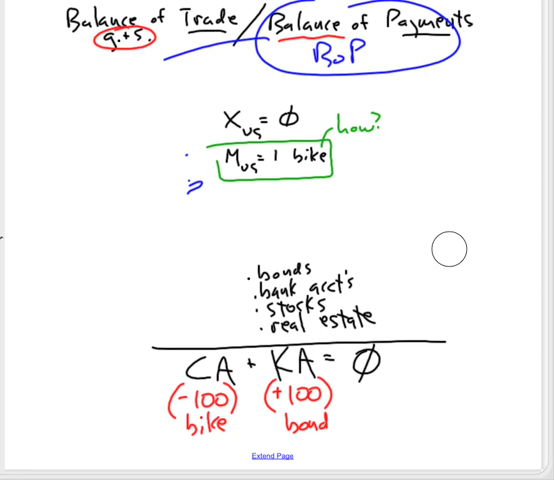 Balance of Trade / Balance of Payments
g.+s.
BoP
X_US = ∅
how?
M_US = 1 bike
⇒
· bonds
· bank acct's
· stocks
· real estate
CA + KA = ∅
(-100) (+100)
bike bond
Extend Page